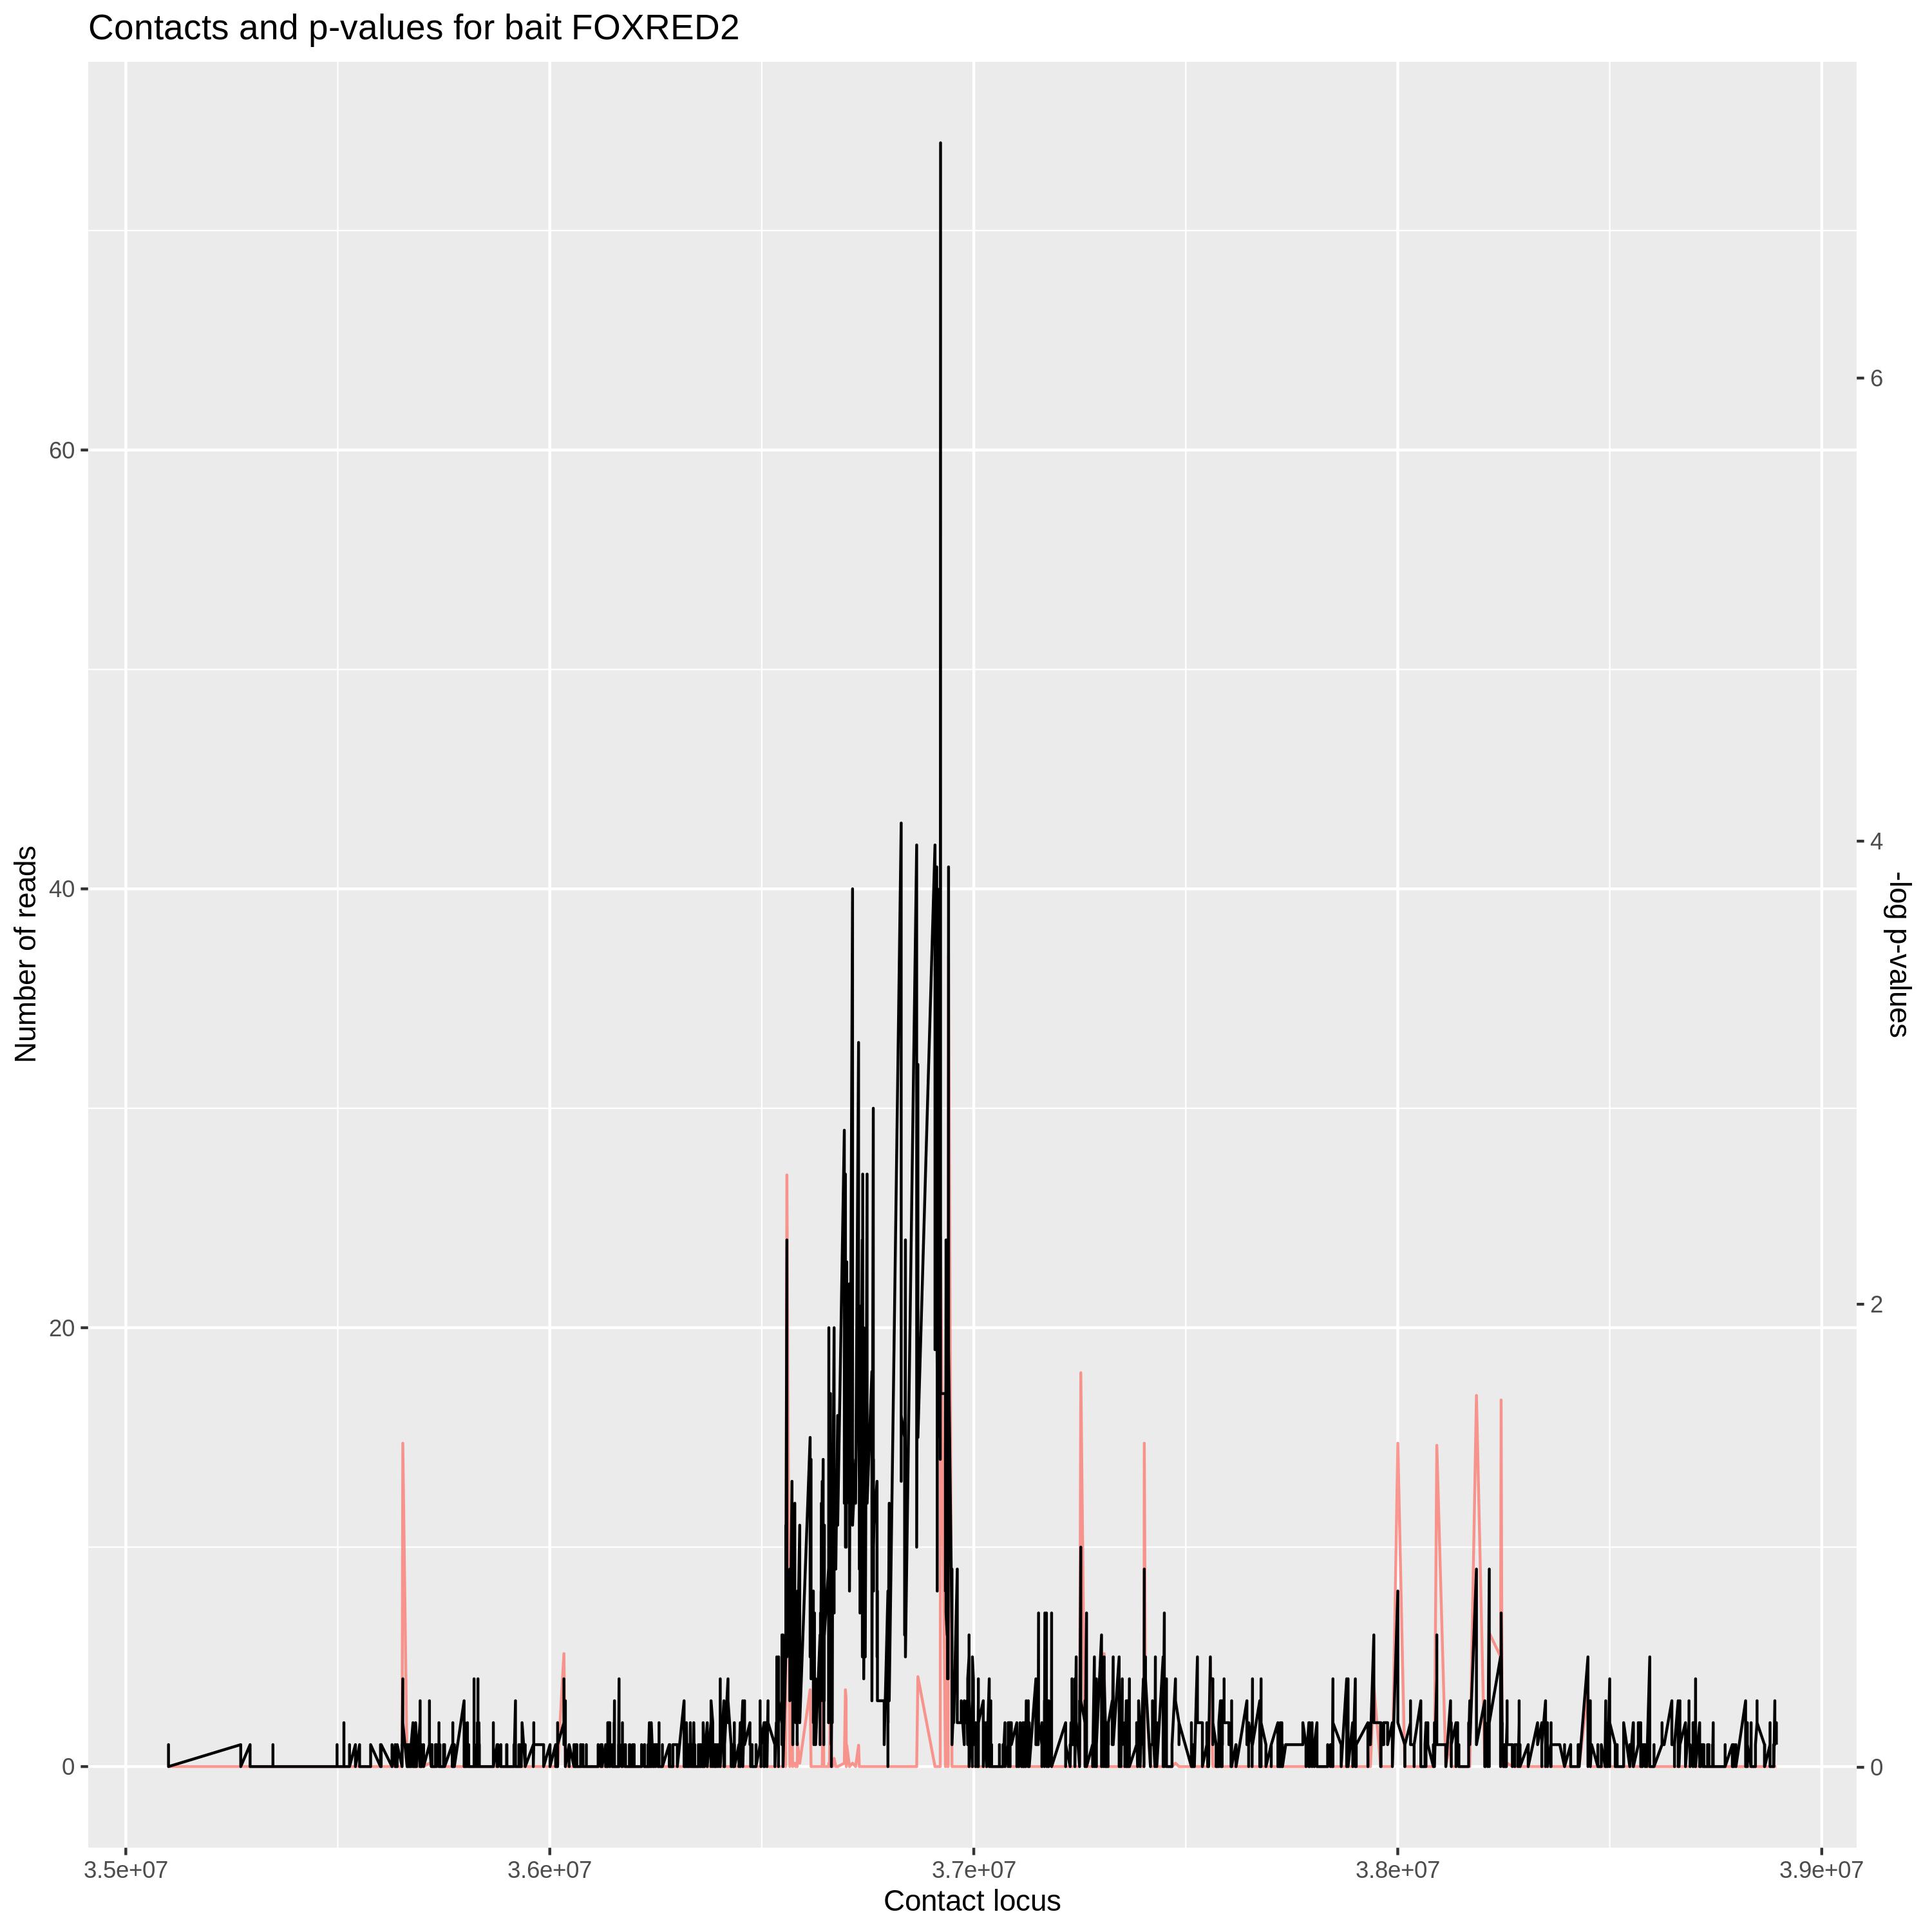 Contacts and p-values for bait FOXRED2
Number of reads
60
40
20
0
6
4
2
0
-log p-values
3.5e+07
3.6e+07
3.7e+07
3.8e+07
3.9e+07
Contact locus